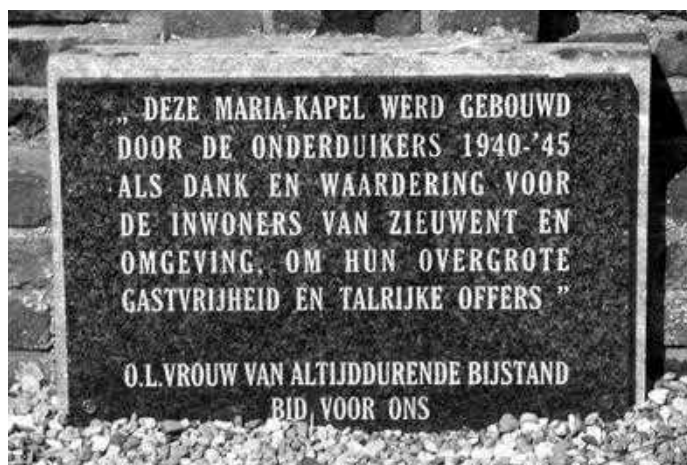 „ DEZE MARIA-KAPEL WERD GEBOUWD
DOOR DE ONDERDUIKERS 1940-'45
ALS DANK EN WAARDERING VOOR
DE INWONERS VAN ZIEUWENT EN
OMGEVING, OM HUN OVERGROTE
GASTVRIJHEID EN TALRIJKE OFFERS ”
O.L.VROUW VAN ALTIJDDURENDE BIJSTAND
BID VOOR ONS